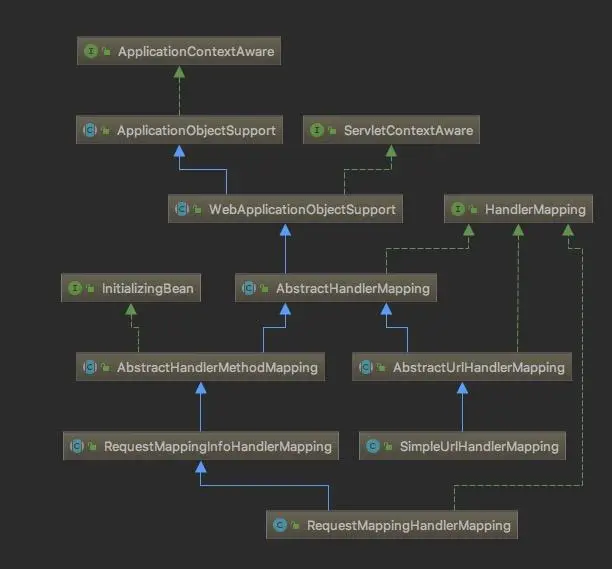 I ApplicationContextAware
C ApplicationObjectSupport
I ServletContextAware
C WebApplicationObjectSupport
I HandlerMapping
I InitializingBean
C AbstractHandlerMapping
C AbstractHandlerMethodMapping
C AbstractUrlHandlerMapping
C RequestMappingInfoHandlerMapping
C SimpleUrlHandlerMapping
C RequestMappingHandlerMapping